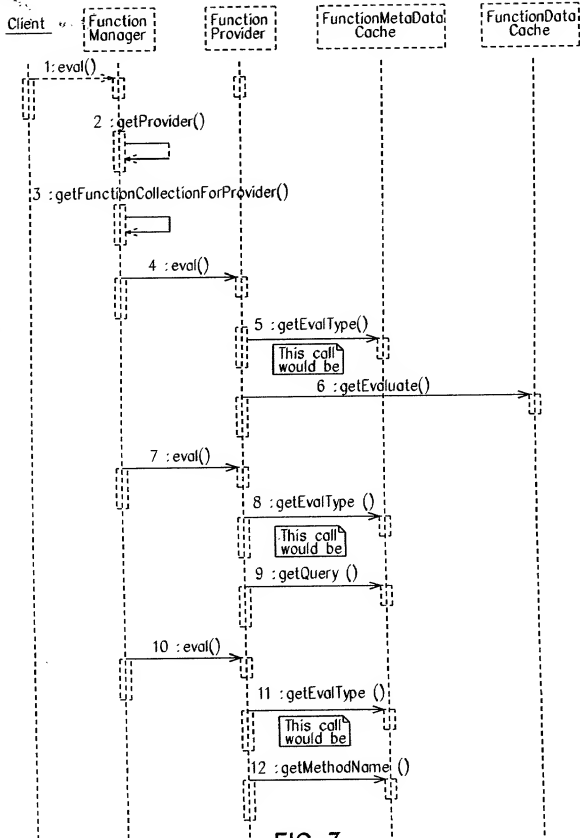 Client
Function
Manager
Function
Provider
FunctionMetaData
Cache
FunctionData
Cache
1:eval()
2 :getProvider()
3 :getFunctionCollectionForProvider()
4 :eval()
5 :getEvalType()
This call
would be
6 :getEvaluate()
7 :eval()
8 :getEvalType ()
This call
would be
9 :getQuery ()
10 :eval()
11 :getEvalType ()
This call
would be
12 :getMethodName ()